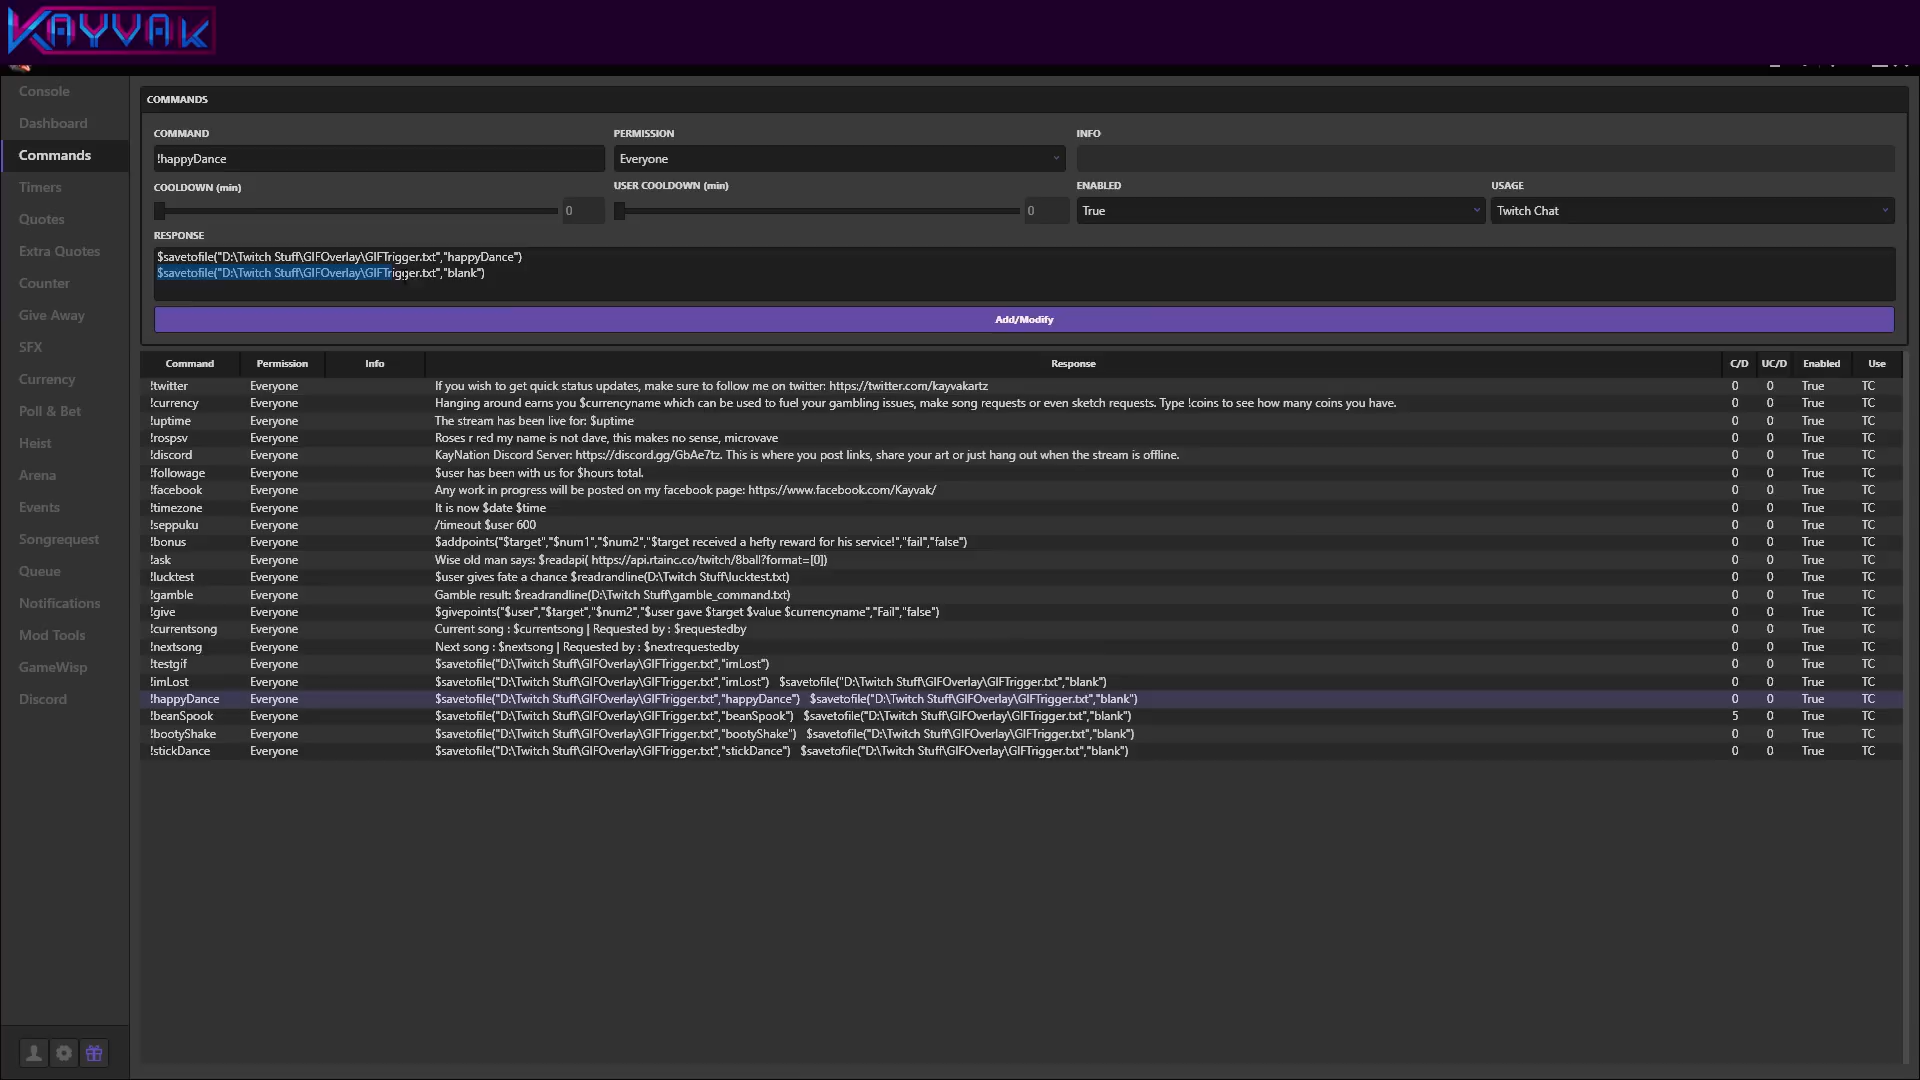 KAYVAK
Console
Dashboard
Commands
Timers
Quotes
Extra Quotes
Counter
Give Away
SFX
Currency
Poll & Bet
Heist
Arena
Events
Songrequest
Queue
Notifications
Mod Tools
GameWisp
Discord
COMMANDS
COMMAND PERMISSION INFO
!happyDance Everyone
COOLDOWN (min) USER COOLDOWN (min) ENABLED USAGE
0 0 True Twitch Chat
RESPONSE
$savetofile("D:\Twitch Stuff\GIFOverlay\GIFTrigger.txt","happyDance")
$savetofile("D:\Twitch Stuff\GIFOverlay\GIFTrigger.txt","blank")
Add/Modify
Command Permission Info Response C/D UC/D Enabled Use
!twitter Everyone If you wish to get quick status updates, make sure to follow me on twitter: https://twitter.com/kayvakartz 0 0 True TC
!currency Everyone Hanging around earns you $currencyname which can be used to fuel your gambling issues, make song requests or even sketch requests. Type !coins to see how many coins you have. 0 0 True TC
!uptime Everyone The stream has been live for: $uptime 0 0 True TC
!rospsv Everyone Roses r red my name is not dave, this makes no sense, microvave 0 0 True TC
!discord Everyone KayNation Discord Server: https://discord.gg/GbAe7tz. This is where you post links, share your art or just hang out when the stream is offline. 0 0 True TC
!followage Everyone $user has been with us for $hours total. 0 0 True TC
!facebook Everyone Any work in progress will be posted on my facebook page: https://www.facebook.com/Kayvak/ 0 0 True TC
!timezone Everyone It is now $date $time 0 0 True TC
!seppuku Everyone /timeout $user 600 0 0 True TC
!bonus Everyone $addpoints("$target","$num1","$num2","$target received a hefty reward for his service!","fail","false") 0 0 True TC
!ask Everyone Wise old man says: $readapi( https://api.rtainc.co/twitch/8ball?format=[0]) 0 0 True TC
!lucktest Everyone $user gives fate a chance $readrandline(D:\Twitch Stuff\lucktest.txt) 0 0 True TC
!gamble Everyone Gamble result: $readrandline(D:\Twitch Stuff\gamble_command.txt) 0 0 True TC
!give Everyone $givepoints("$user","$target","$num2","$user gave $target $value $currencyname","Fail","false") 0 0 True TC
!currentsong Everyone Current song : $currentsong | Requested by : $requestedby 0 0 True TC
!nextsong Everyone Next song : $nextsong | Requested by : $nextrequestedby 0 0 True TC
!testgif Everyone $savetofile("D:\Twitch Stuff\GIFOverlay\GIFTrigger.txt","imLost") 0 0 True TC
!imLost Everyone $savetofile("D:\Twitch Stuff\GIFOverlay\GIFTrigger.txt","imLost") $savetofile("D:\Twitch Stuff\GIFOverlay\GIFTrigger.txt","blank") 0 0 True TC
!happyDance Everyone $savetofile("D:\Twitch Stuff\GIFOverlay\GIFTrigger.txt","happyDance") $savetofile("D:\Twitch Stuff\GIFOverlay\GIFTrigger.txt","blank") 0 0 True TC
!beanSpook Everyone $savetofile("D:\Twitch Stuff\GIFOverlay\GIFTrigger.txt","beanSpook") $savetofile("D:\Twitch Stuff\GIFOverlay\GIFTrigger.txt","blank") 5 0 True TC
!bootyShake Everyone $savetofile("D:\Twitch Stuff\GIFOverlay\GIFTrigger.txt","bootyShake") $savetofile("D:\Twitch Stuff\GIFOverlay\GIFTrigger.txt","blank") 0 0 True TC
!stickDance Everyone $savetofile("D:\Twitch Stuff\GIFOverlay\GIFTrigger.txt","stickDance") $savetofile("D:\Twitch Stuff\GIFOverlay\GIFTrigger.txt","blank") 0 0 True TC